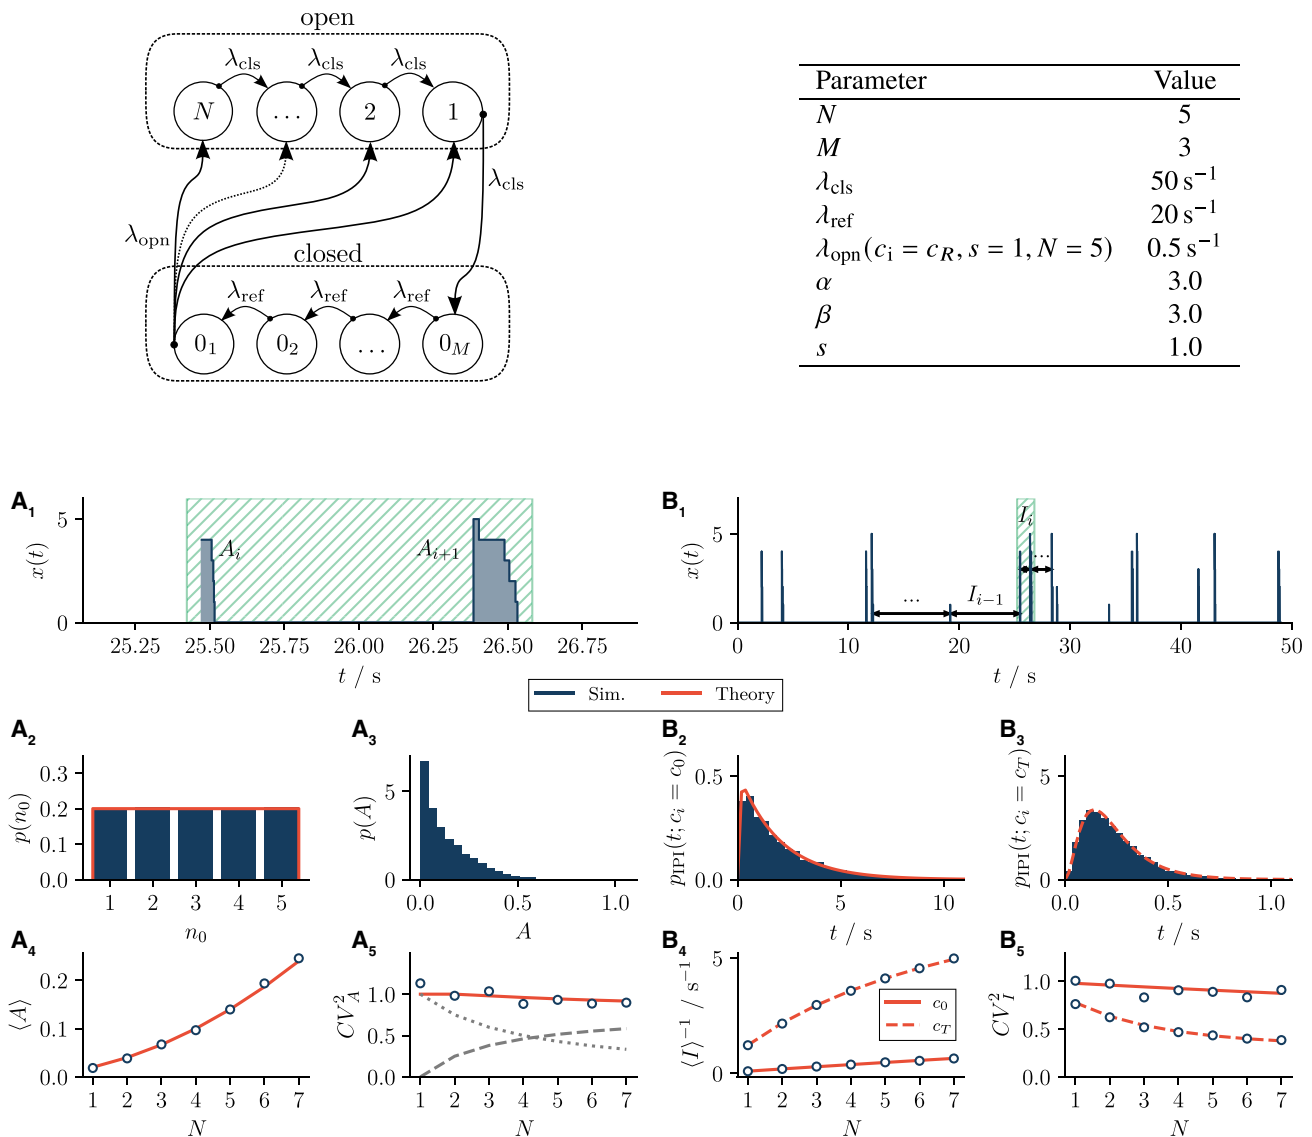 open
λcls λcls λcls
N ... 2 1
λopn λcls
closed
λref λref λref
0₁ 0₂ ... 0M
Parameter Value
N 5
M 3
λcls 50 s⁻¹
λref 20 s⁻¹
λopn(ci = cR, s = 1, N = 5) 0.5 s⁻¹
α 3.0
β 3.0
s 1.0
A₁
x(t)
5
0
Ai
Ai+1
25.25 25.50 25.75 26.00 26.25 26.50 26.75
t / s
B₁
x(t)
5
0
Ii
...
...
Ii−1
0 10 20 30 40 50
t / s
Sim. Theory
A₂
p(n₀)
0.3
0.2
0.1
0.0
1 2 3 4 5
n₀
A₃
p(A)
5
0
0.0 0.5 1.0
A
B₂
pIPI(t; ci = c₀)
0.5
0.0
0 5 10
t / s
B₃
pIPI(t; ci = cT)
5
0
0.0 0.5 1.0
t / s
A₄
⟨A⟩
0.2
0.1
0.0
1 2 3 4 5 6 7
N
A₅
CV²A
1.0
0.5
0.0
1 2 3 4 5 6 7
N
B₄
⟨I⟩⁻¹ / s⁻¹
5
0
c₀
cT
1 2 3 4 5 6 7
N
B₅
CV²I
1.0
0.5
0.0
1 2 3 4 5 6 7
N